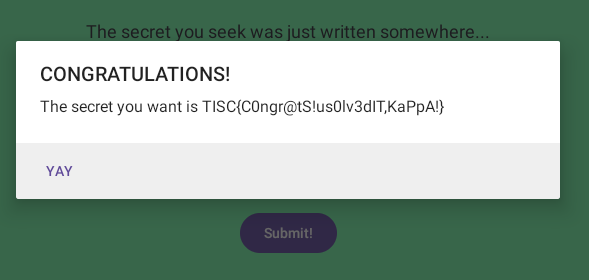 The secret you seek was just written somewhere...
CONGRATULATIONS!
The secret you want is TISC{C0ngr@tS!us0lv3dIT,KaPpA!}
YAY
Submit!